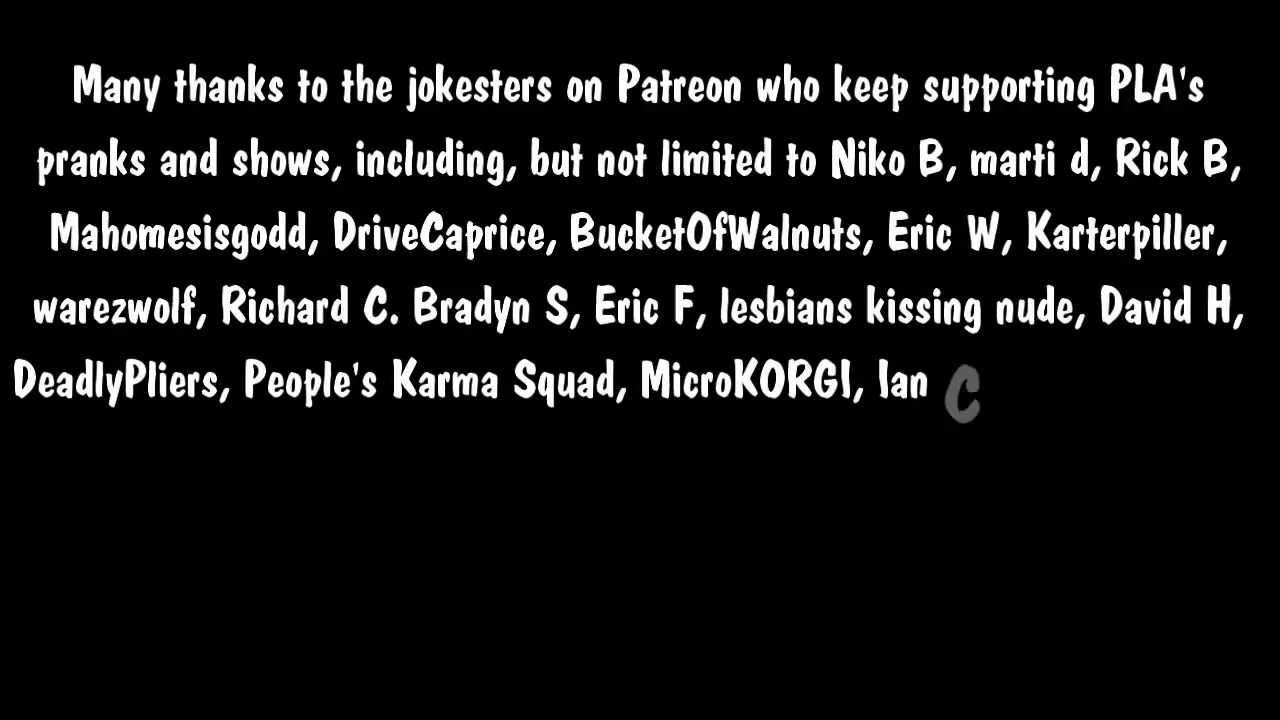 Many thanks to the jokesters on Patreon who keep supporting PLA's
pranks and shows, including, but not limited to Niko B, marti d, Rick B,
Mahomesisgodd, DriveCaprice, BucketOfWalnuts, Eric W, Karterpiller,
warezwolf, Richard C. Bradyn S, Eric F, lesbians kissing nude, David H,
DeadlyPliers, People's Karma Squad, MicroKORGI, Ian C